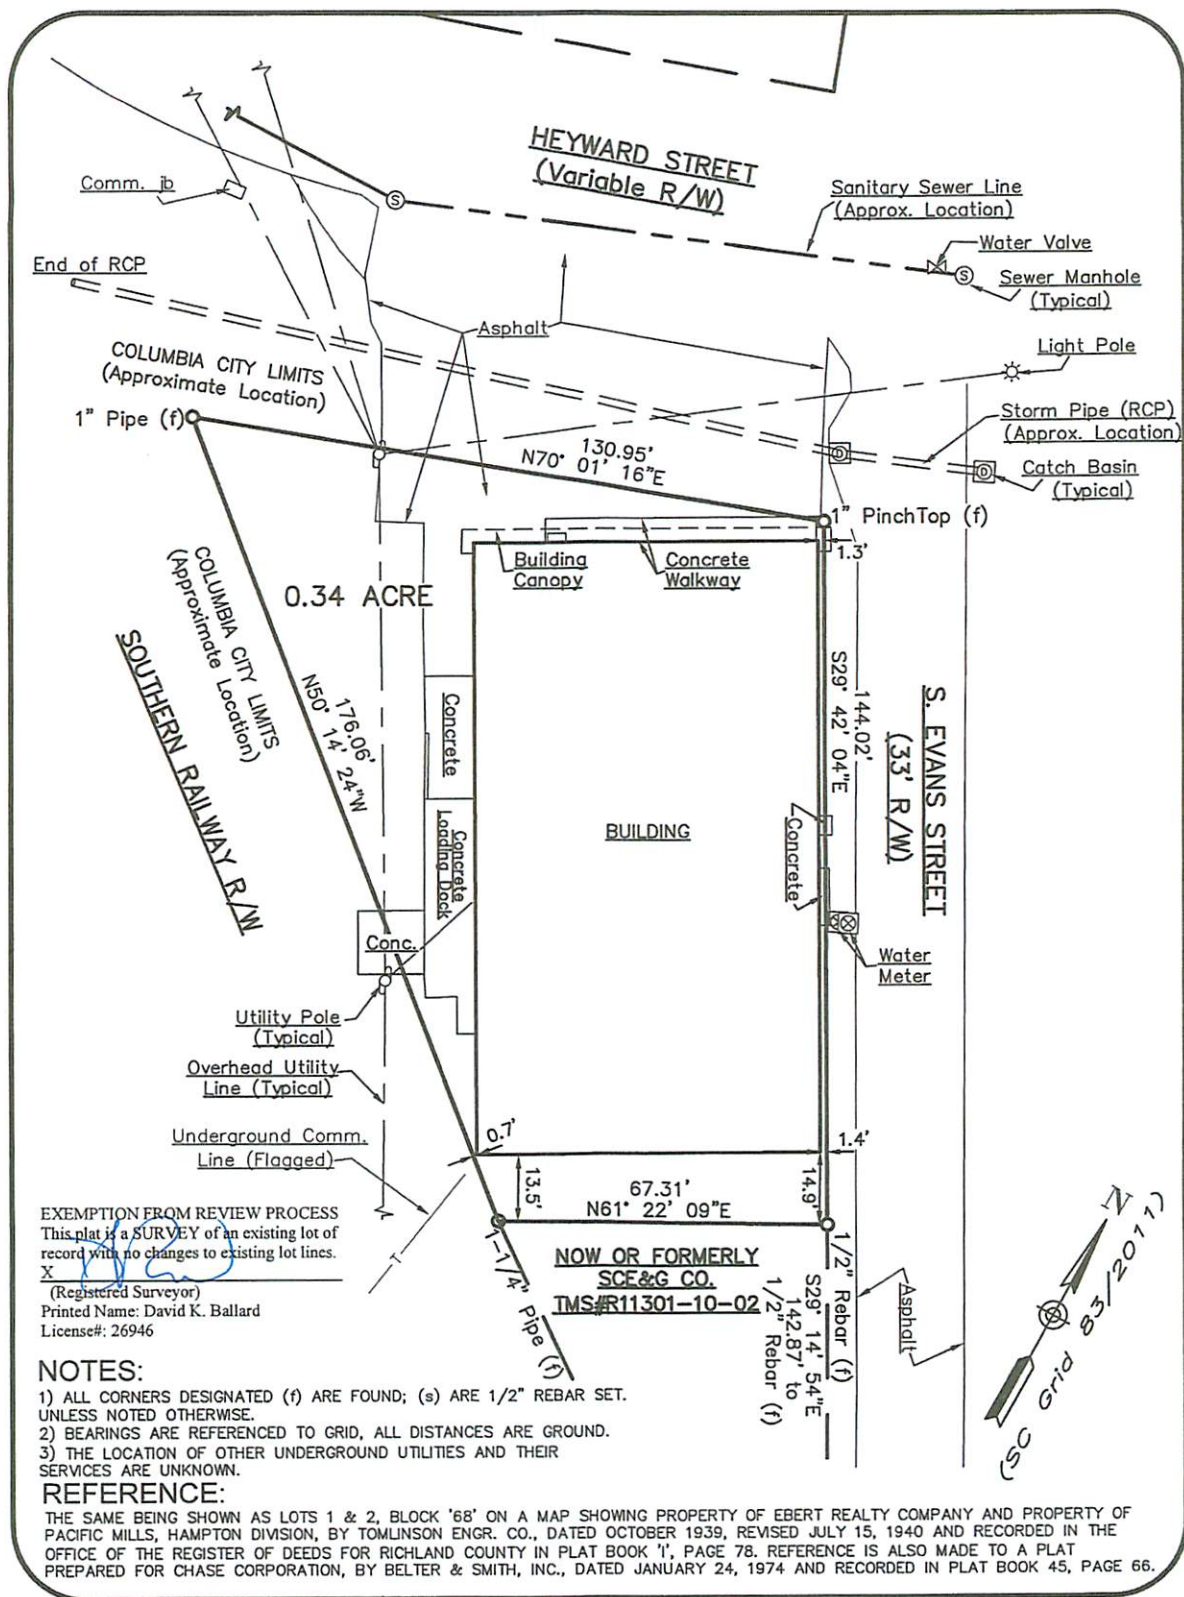 HEYWARD STREET
(Variable R/W)
Comm. jb
Sanitary Sewer Line
(Approx. Location)
Water Valve
S
S
Sewer Manhole
(Typical)
End of RCP
Asphalt
Light Pole
COLUMBIA CITY LIMITS
(Approximate Location)
1" Pipe (f)
130.95'
N70° 01' 16"E
Storm Pipe (RCP)
(Approx. Location)
D
D
Catch Basin
(Typical)
1" PinchTop (f)
1.3'
Building
Canopy
Concrete
Walkway
0.34 ACRE
COLUMBIA CITY LIMITS
(Approximate Location)
SOUTHERN RAILWAY R/W
176.06'
N50° 14' 24"W
Concrete
Concrete
Loading Dock
BUILDING
144.02'
S29° 42' 04"E
S. EVANS STREET
(33' R/W)
Concrete
Conc.
Water
Meter
Utility Pole
(Typical)
Overhead Utility
Line (Typical)
Underground Comm.
Line (Flagged)
T
0.7'
1.4'
13.5'
14.9'
67.31'
N61° 22' 09"E
1-1/4" Pipe (f)
NOW OR FORMERLY
SCE&G CO.
TMS#R11301-10-02
1/2" Rebar (f)
S29° 14' 54"E
142.87' to
1/2" Rebar (f)
Asphalt
N
(SC Grid 83/2011)
EXEMPTION FROM REVIEW PROCESS
This plat is a SURVEY of an existing lot of
record with no changes to existing lot lines.
X
(Registered Surveyor)
Printed Name: David K. Ballard
License#: 26946
NOTES:
1) ALL CORNERS DESIGNATED (f) ARE FOUND; (s) ARE 1/2" REBAR SET.
UNLESS NOTED OTHERWISE.
2) BEARINGS ARE REFERENCED TO GRID, ALL DISTANCES ARE GROUND.
3) THE LOCATION OF OTHER UNDERGROUND UTILITIES AND THEIR
SERVICES ARE UNKNOWN.
REFERENCE:
THE SAME BEING SHOWN AS LOTS 1 & 2, BLOCK '68' ON A MAP SHOWING PROPERTY OF EBERT REALTY COMPANY AND PROPERTY OF
PACIFIC MILLS, HAMPTON DIVISION, BY TOMLINSON ENGR. CO., DATED OCTOBER 1939, REVISED JULY 15, 1940 AND RECORDED IN THE
OFFICE OF THE REGISTER OF DEEDS FOR RICHLAND COUNTY IN PLAT BOOK 'I', PAGE 78. REFERENCE IS ALSO MADE TO A PLAT
PREPARED FOR CHASE CORPORATION, BY BELTER & SMITH, INC., DATED JANUARY 24, 1974 AND RECORDED IN PLAT BOOK 45, PAGE 66.